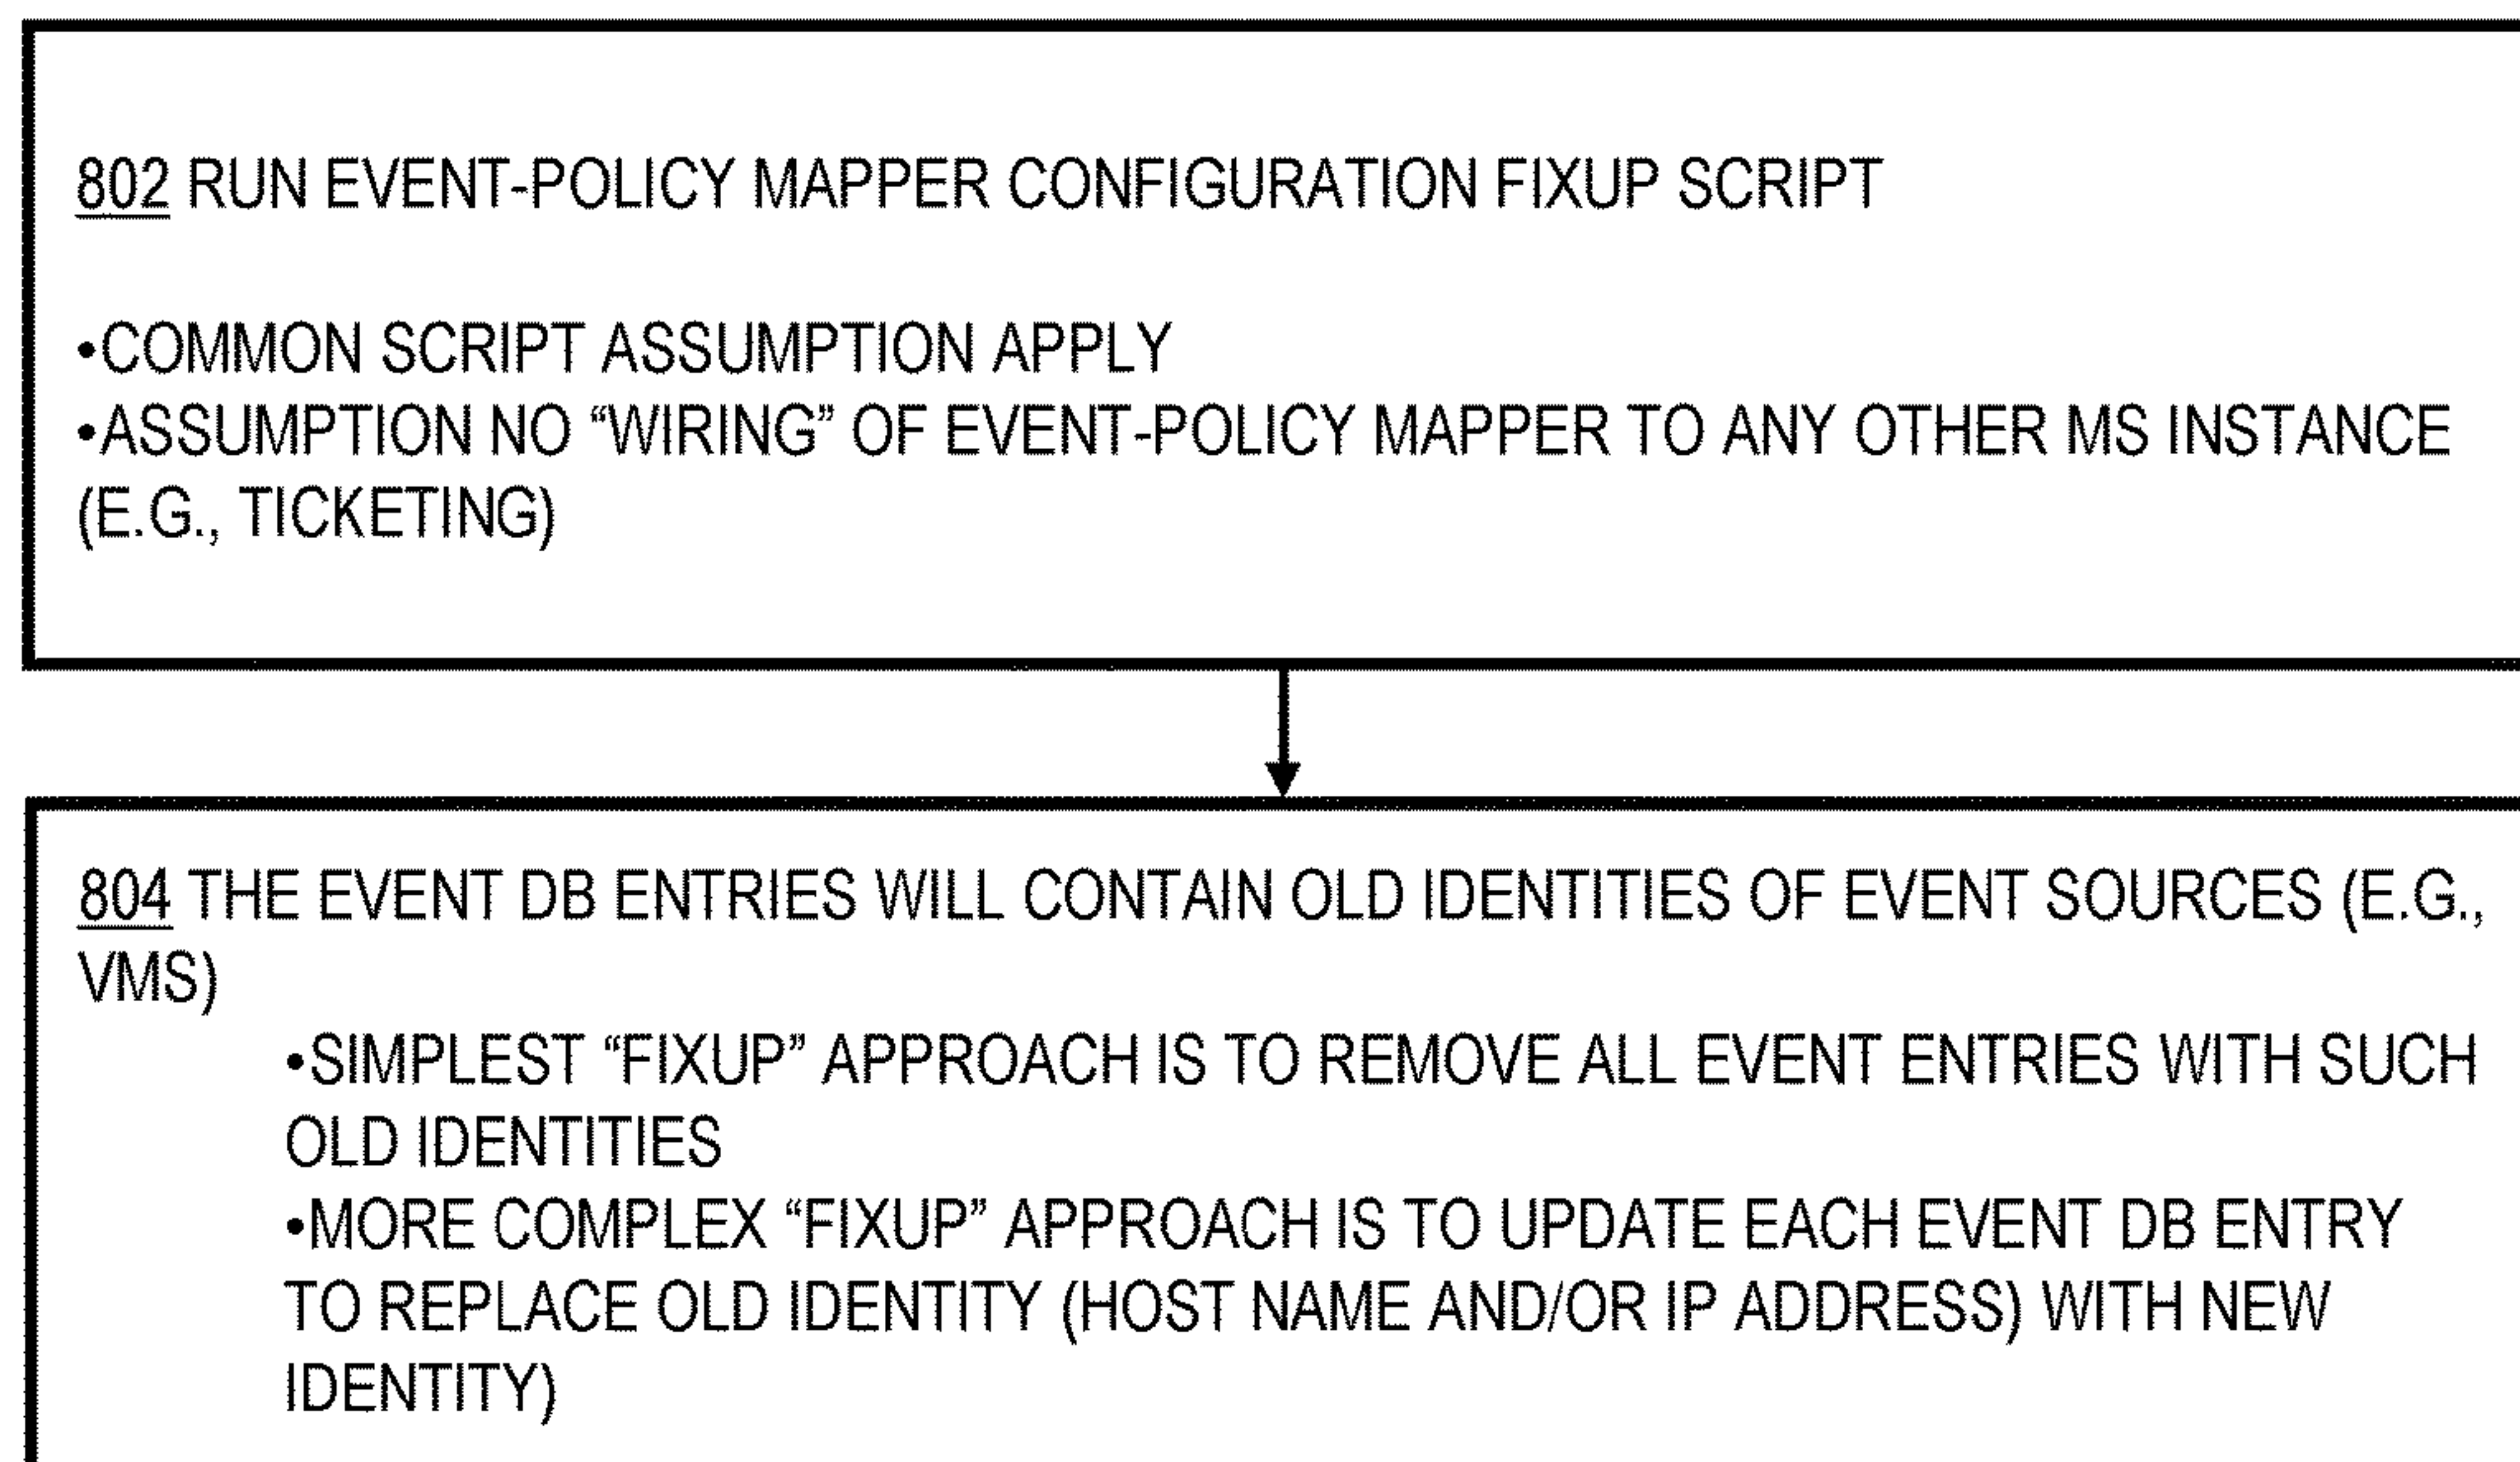 802 RUN EVENT-POLICY MAPPER CONFIGURATION FIXUP SCRIPT
•COMMON SCRIPT ASSUMPTION APPLY
•ASSUMPTION NO “WIRING” OF EVENT-POLICY MAPPER TO ANY OTHER MS INSTANCE
(E.G., TICKETING)
804 THE EVENT DB ENTRIES WILL CONTAIN OLD IDENTITIES OF EVENT SOURCES (E.G.,
VMS)
•SIMPLEST “FIXUP” APPROACH IS TO REMOVE ALL EVENT ENTRIES WITH SUCH
OLD IDENTITIES
•MORE COMPLEX “FIXUP” APPROACH IS TO UPDATE EACH EVENT DB ENTRY
TO REPLACE OLD IDENTITY (HOST NAME AND/OR IP ADDRESS) WITH NEW
IDENTITY)